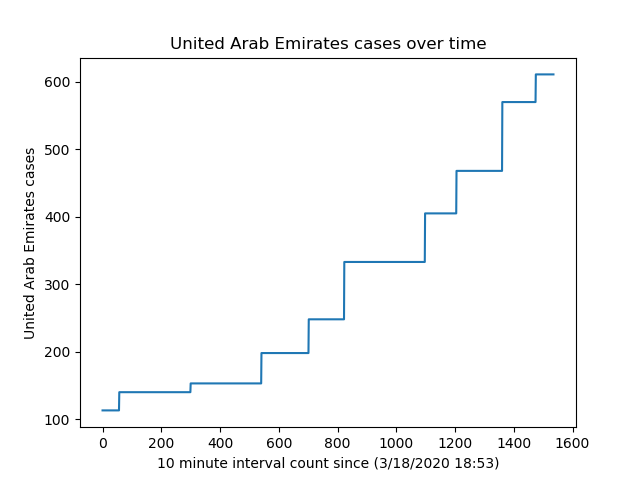 United Arab Emirates cases over time
United Arab Emirates cases
600
500
400
300
200
100
0 200 400 600 800 1000 1200 1400 1600
10 minute interval count since (3/18/2020 18:53)